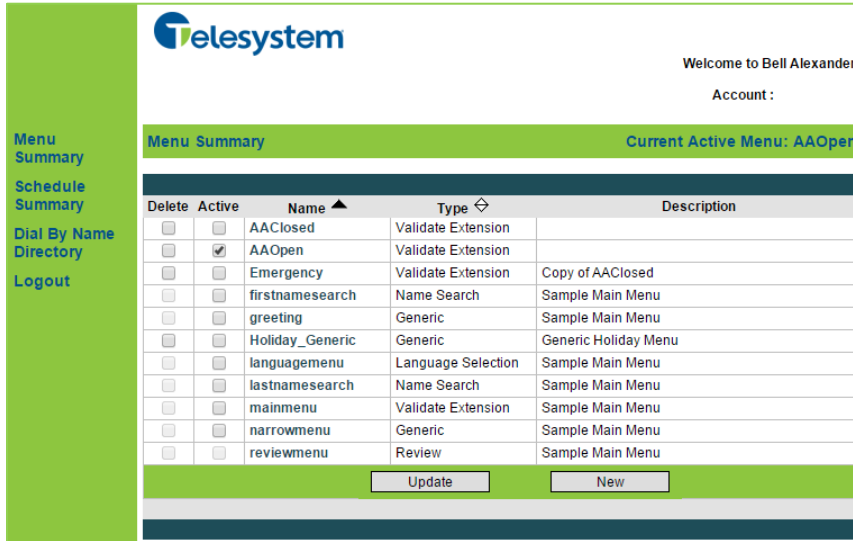 Telesystem
Welcome to Bell Alexander
Account :
Menu Summary
Schedule Summary
Dial By Name Directory
Logout
Menu Summary Current Active Menu: AAOpen
Delete Active Name Type Description
AAClosed Validate Extension
AAOpen Validate Extension
Emergency Validate Extension Copy of AAClosed
firstnamesearch Name Search Sample Main Menu
greeting Generic Sample Main Menu
Holiday_Generic Generic Generic Holiday Menu
languagemenu Language Selection Sample Main Menu
lastnamesearch Name Search Sample Main Menu
mainmenu Validate Extension Sample Main Menu
narrowmenu Generic Sample Main Menu
reviewmenu Review Sample Main Menu
Update New